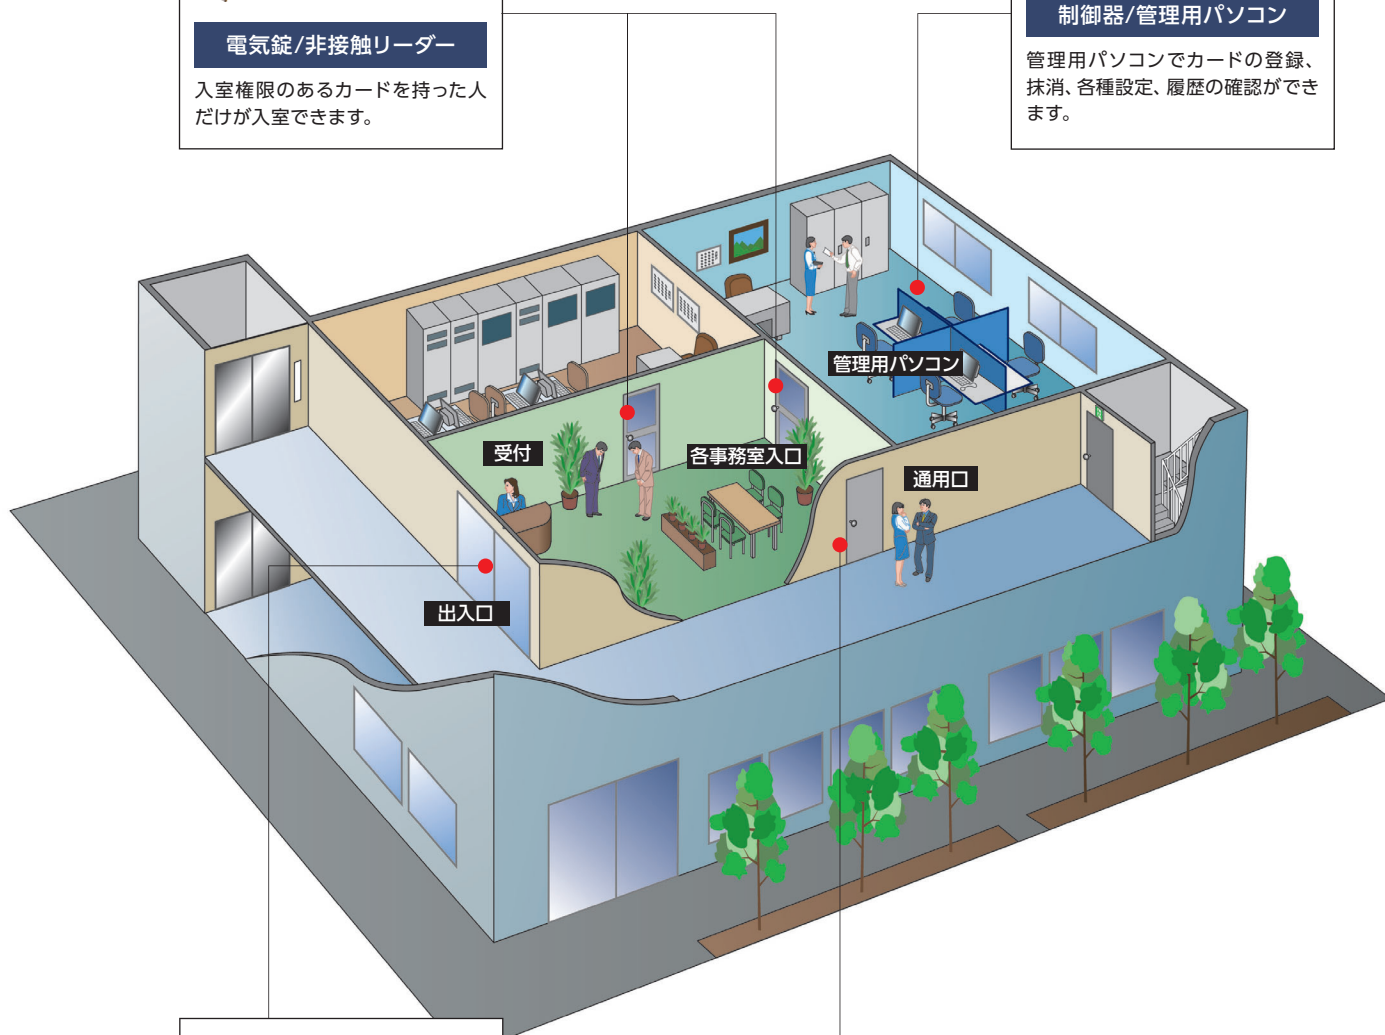 電気錠/非接触リーダー
入室権限のあるカードを持った人
だけが入室できます。
制御器/管理用パソコン
管理用パソコンでカードの登録、
抹消、各種設定、履歴の確認ができ
ます。
管理用パソコン
受付
各事務室入口
通用口
出入口